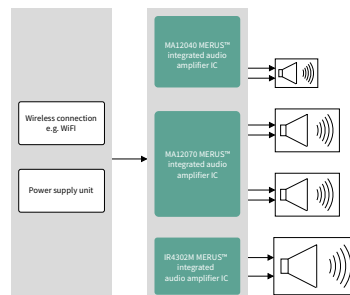 Wireless connection
e.g. WiFI
Power supply unit
MA12040 MERUS™
integrated audio
amplifier IC
MA12070 MERUS™
integrated audio
amplifier IC
IR4302M MERUS™
integrated
audio amplifier IC